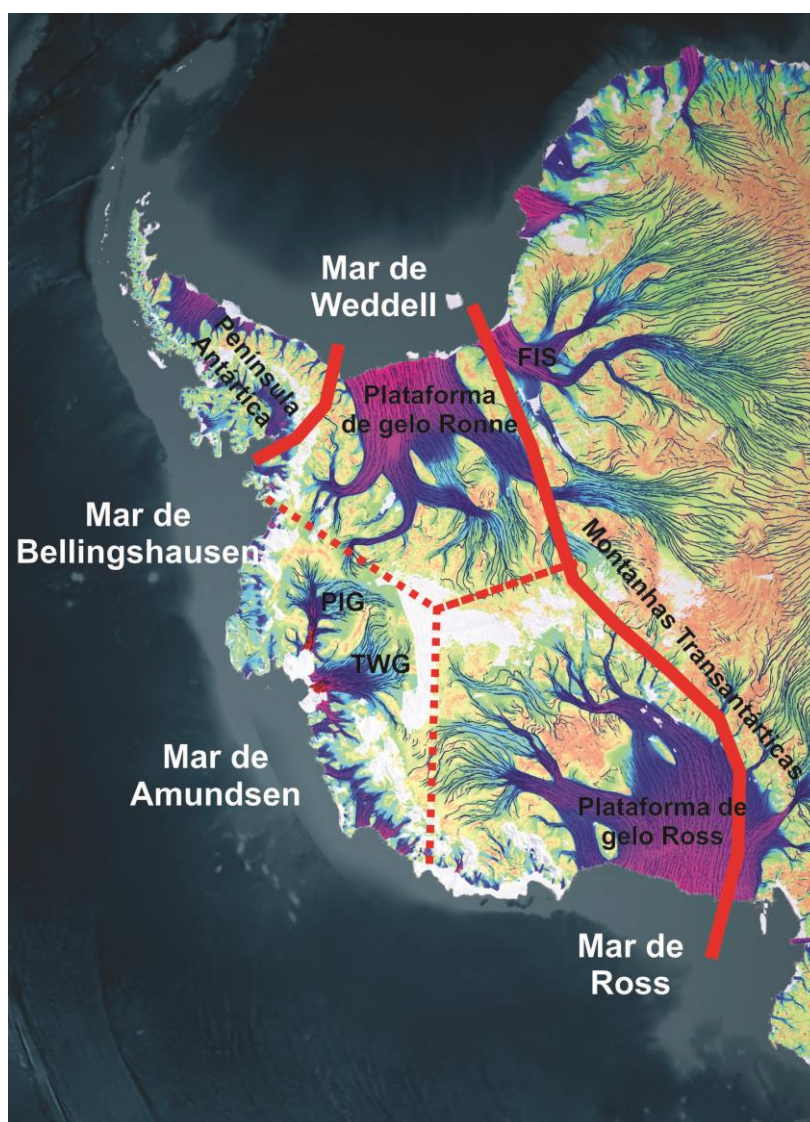 Mar de
Weddell
Península
Antártica
FIS
Plataforma
de gelo Ronne
Mar de
Bellingshausen
Montanhas Transantárticas
PIG
TWG
Mar de
Amundsen
Plataforma de
gelo Ross
Mar de
Ross